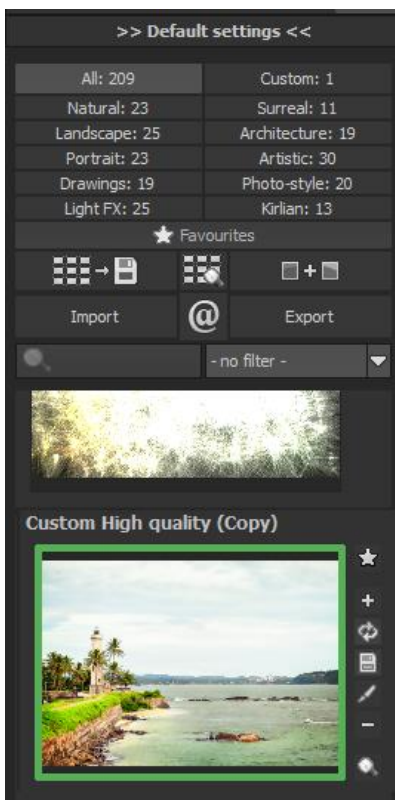 >> Default settings <<
All: 209 Custom: 1
Natural: 23 Surreal: 11
Landscape: 25 Architecture: 19
Portrait: 23 Artistic: 30
Drawings: 19 Photo-style: 20
Light FX: 25 Kirlian: 13
Favourites
Import @ Export
- no filter -
Custom High quality (Copy)